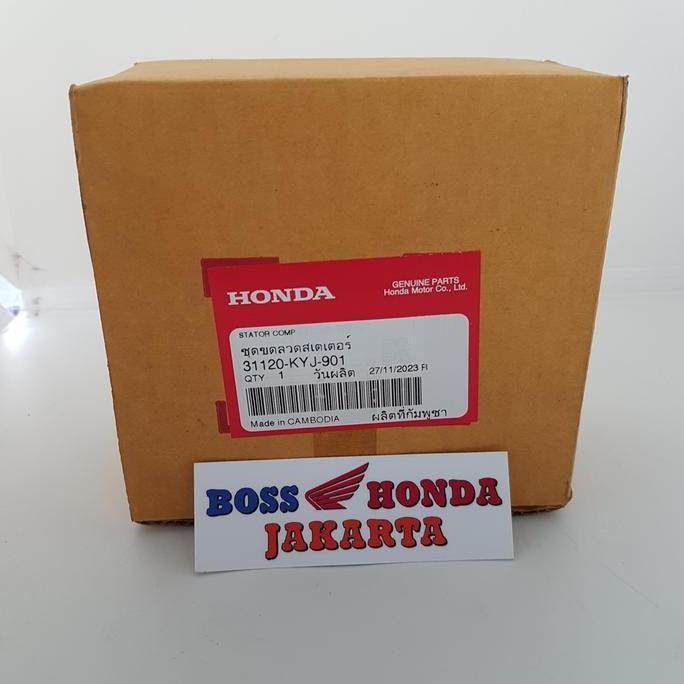 HONDA
GENUINE PARTS
Honda Motor Co., Ltd.
STATOR COMP
ชุดขดลวดสเตเตอร์
31120-KYJ-901
QTY 1 วันผลิต 27/11/2023 R
Made in CAMBODIA ผลิตที่กัมพูชา
BOSS HONDA
JAKARTA